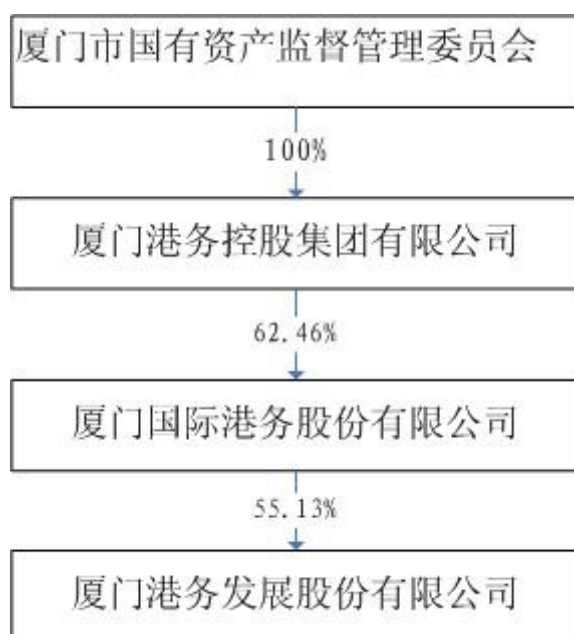 厦门市国有资产监督管理委员会
100%
厦门港务控股集团有限公司
62.46%
厦门国际港务股份有限公司
55.13%
厦门港务发展股份有限公司